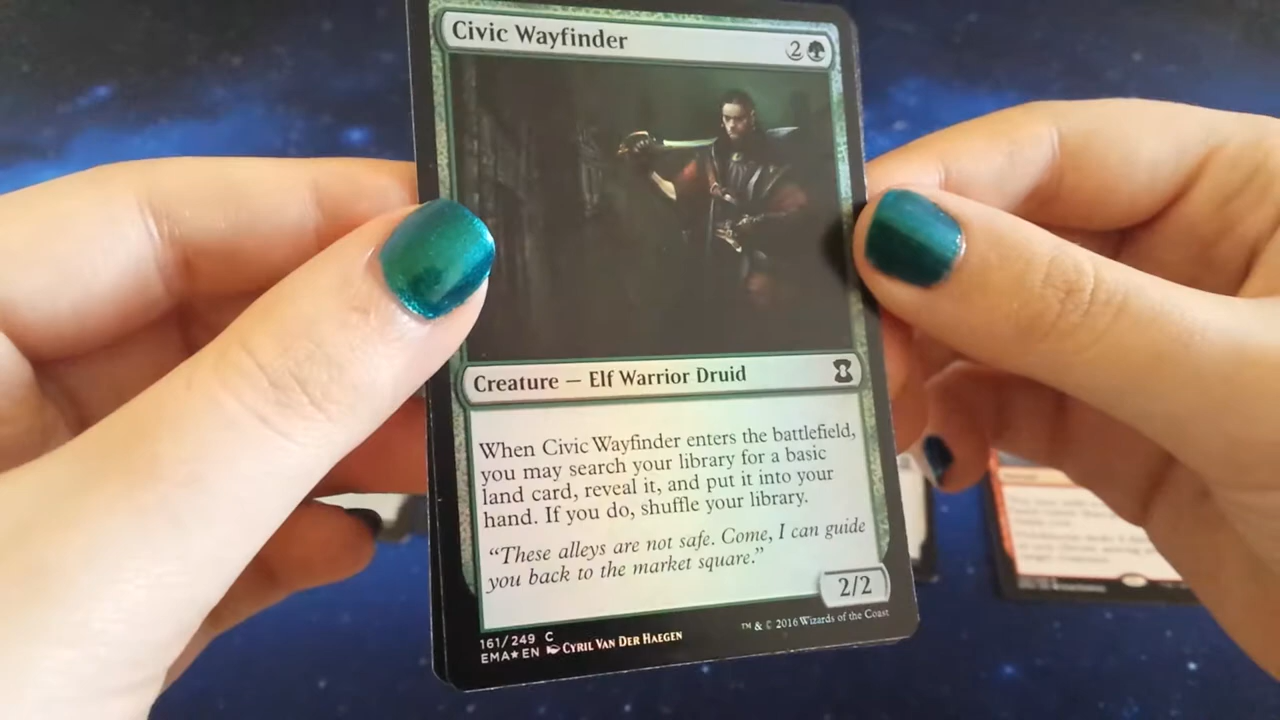 Civic Wayfinder 2
Creature — Elf Warrior Druid
When Civic Wayfinder enters the battlefield,
you may search your library for a basic
land card, reveal it, and put it into your
hand. If you do, shuffle your library.
“These alleys are not safe. Come, I can guide
you back to the market square.”
2/2
161/249 C
EMA★EN Cyril Van Der Haegen
™ & © 2016 Wizards of the Coast